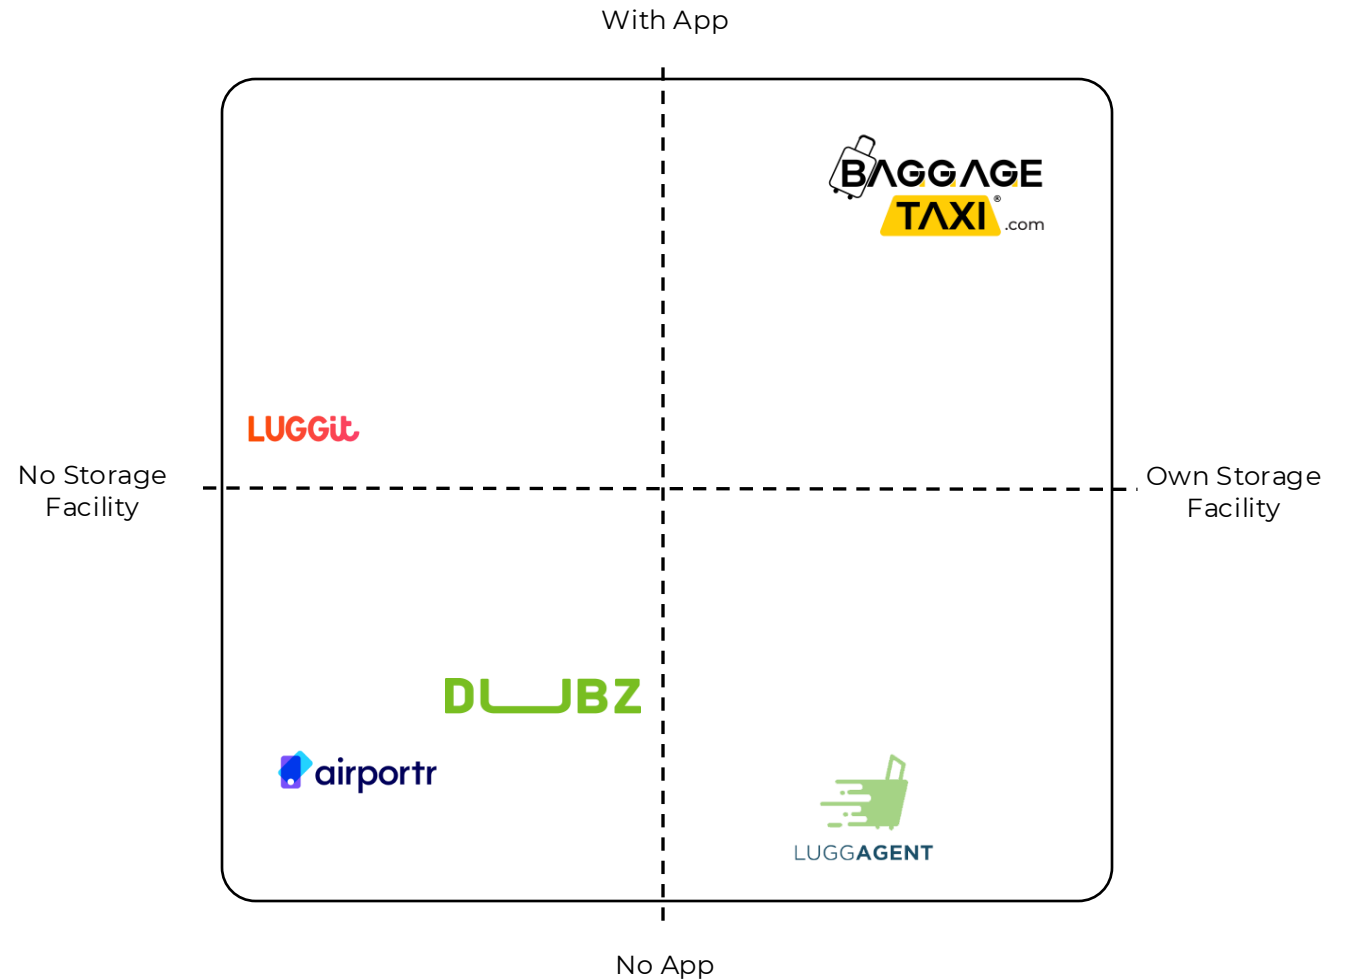 With App
BAGGAGE
TAXI® .com
LUGGit
No Storage
Facility
Own Storage
Facility
DUBZ
airportr
LUGGAGENT
No App